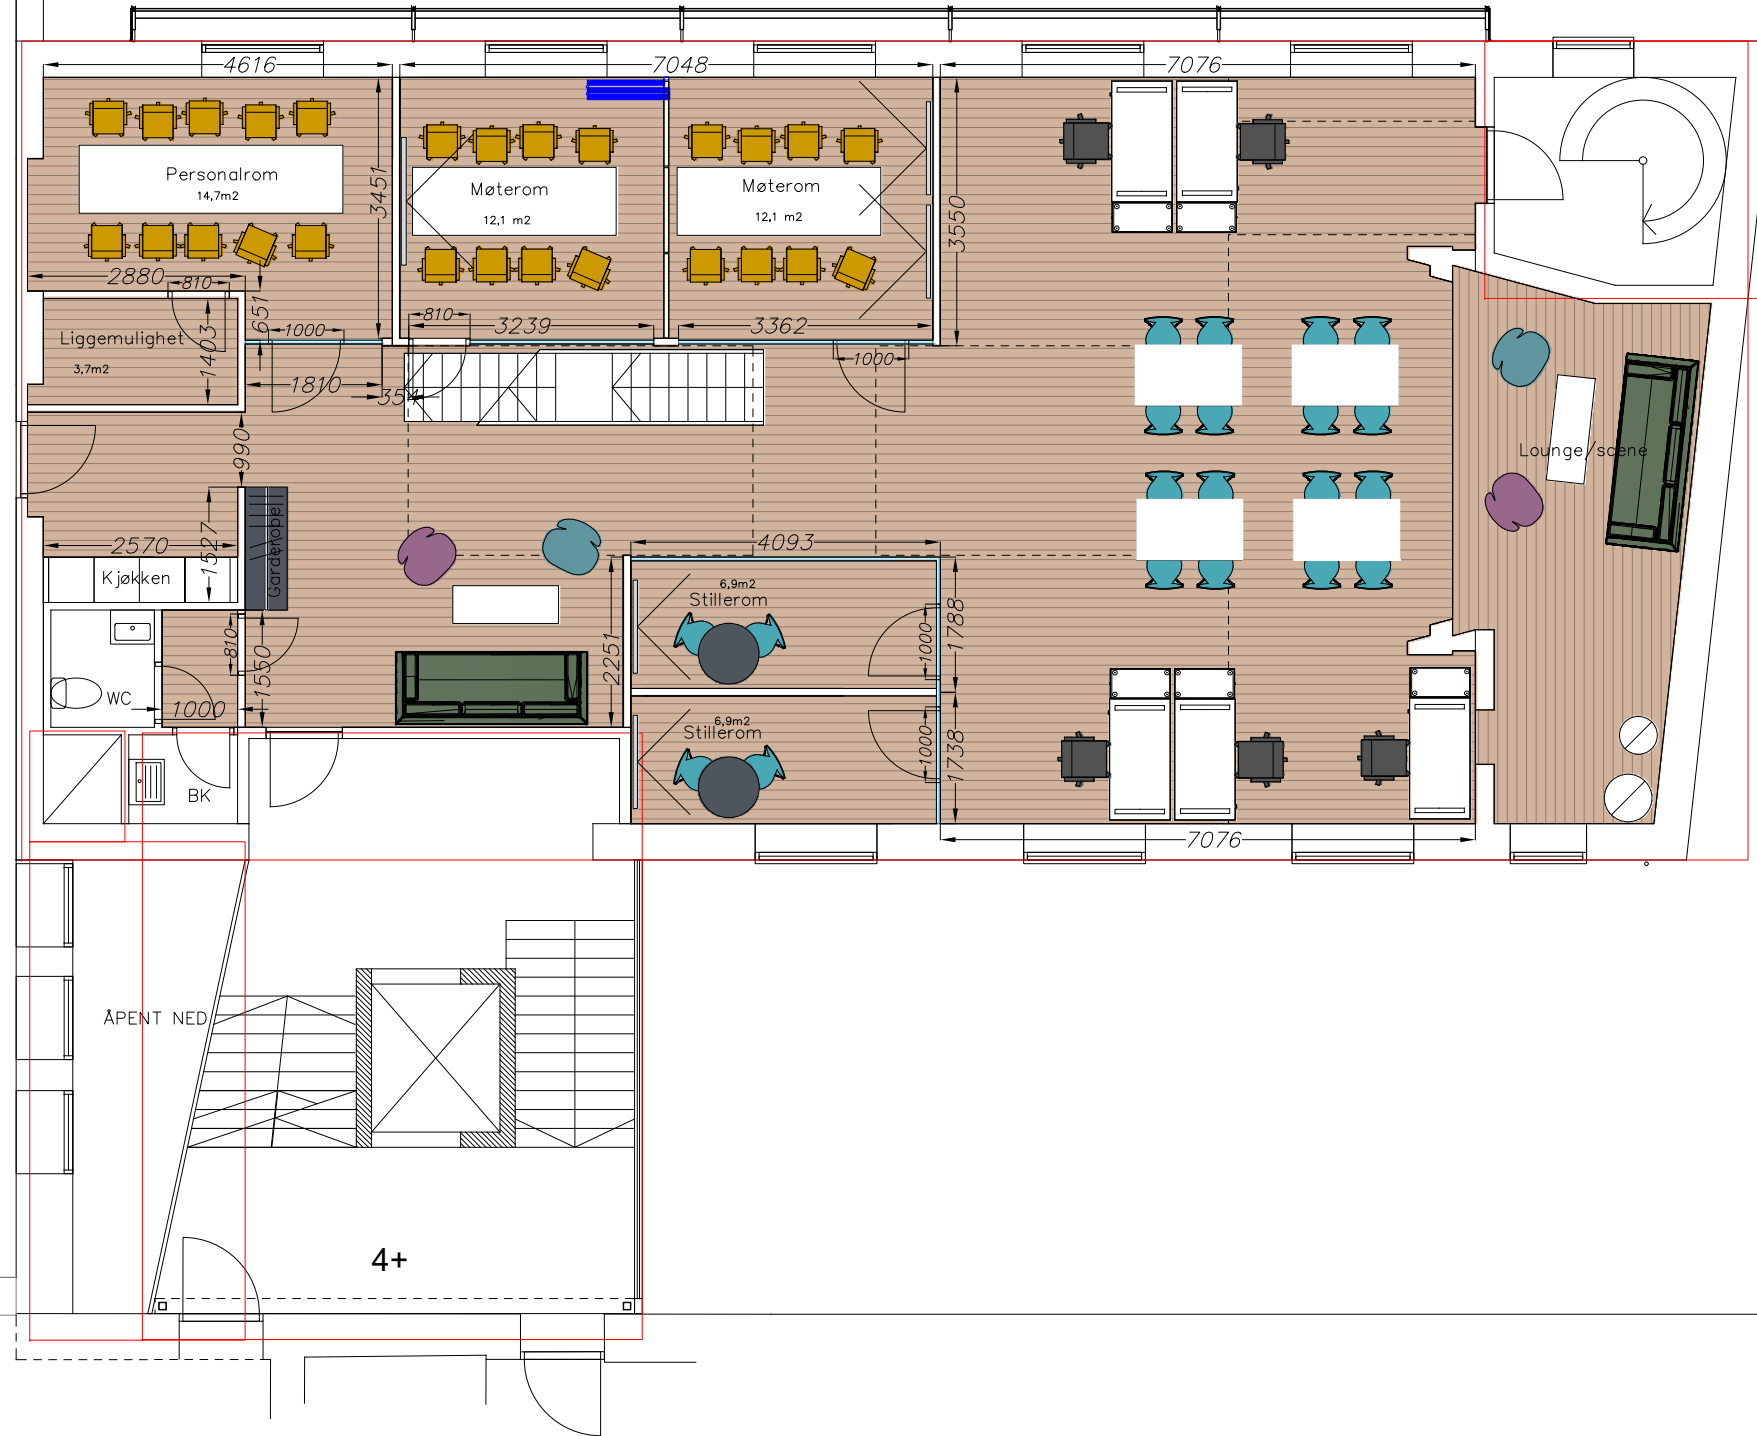 4616
7048
7076
Personalrom
14,7m2
3451
Møterom
12,1 m2
Møterom
12,1 m2
3550
2880
810
651
1000
810
3239
3362
1000
Liggemulighet
3,7m2
1403
1810
354
990
Lounge/scene
2570
1527
Garderober
Kjøkken
4093
6,9m2
Stillerom
1000
1788
2251
810
1550
WC
1000
6,9m2
Stillerom
1000
1738
BK
7076
ÅPENT NED
4+